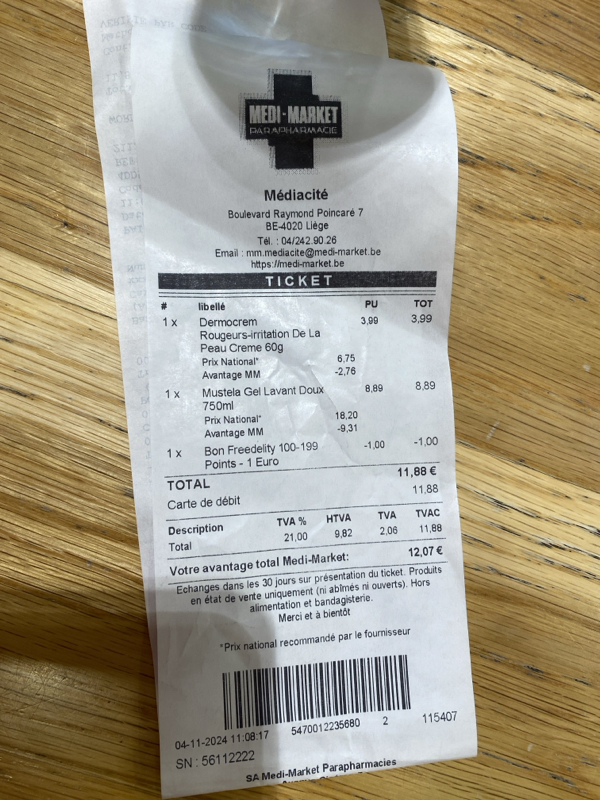 MEDI-MARKET
PARAPHARMACIE
Médiacité
Boulevard Raymond Poincaré 7
BE-4020 Liège
Tél. : 04/242.90.26
Email : mm.mediacite@medi-market.be
https://medi-market.be
TICKET
# libellé PU TOT
1 x Dermocrem 3,99 3,99
Rougeurs-irritation De La
Peau Creme 60g
Prix National* 6,75
Avantage MM -2,76
1 x Mustela Gel Lavant Doux 8,89 8,89
750ml
Prix National* 18,20
Avantage MM -9,31
1 x Bon Freedelity 100-199 -1,00 -1,00
Points - 1 Euro
TOTAL 11,88 €
Carte de débit 11,88
Description TVA % HTVA TVA TVAC
Total 21,00 9,82 2,06 11,88
Votre avantage total Medi-Market: 12,07 €
Echanges dans les 30 jours sur présentation du ticket. Produits
en état de vente uniquement (ni abîmés ni ouverts). Hors
alimentation et bandagisterie.
Merci et à bientôt
*Prix national recommandé par le fournisseur
04-11-2024 11:08:17 5470012235680 2 115407
SN : 56112222
SA Medi-Market Parapharmacies